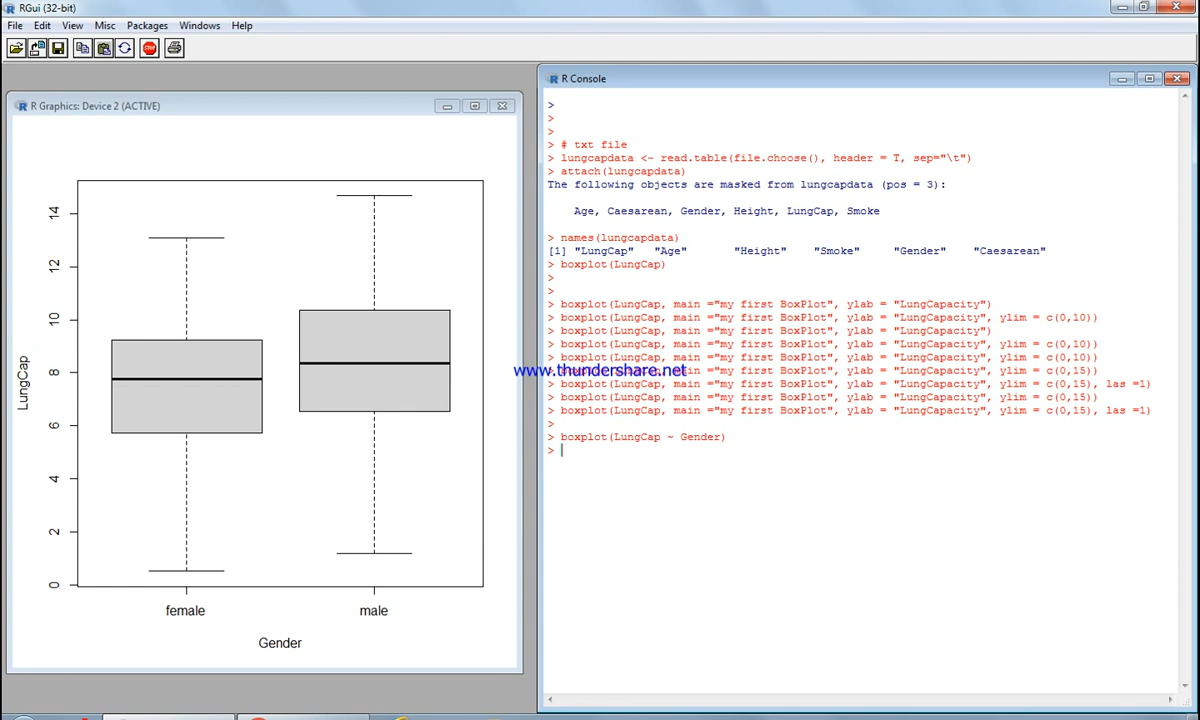 RGui (32-bit)
File Edit View Misc Packages Windows Help
R Graphics: Device 2 (ACTIVE)
14
12
10
8
6
4
2
0
LungCap
female male
Gender
R Console
>
>
>
> # txt file
> lungcapdata <- read.table(file.choose(), header = T, sep="\t")
> attach(lungcapdata)
The following objects are masked from lungcapdata (pos = 3):
Age, Caesarean, Gender, Height, LungCap, Smoke
> names(lungcapdata)
[1] "LungCap" "Age" "Height" "Smoke" "Gender" "Caesarean"
> boxplot(LungCap)
>
>
> boxplot(LungCap, main ="my first BoxPlot", ylab = "LungCapacity")
> boxplot(LungCap, main ="my first BoxPlot", ylab = "LungCapacity", ylim = c(0,10))
> boxplot(LungCap, main ="my first BoxPlot", ylab = "LungCapacity")
> boxplot(LungCap, main ="my first BoxPlot", ylab = "LungCapacity", ylim = c(0,10))
> boxplot(LungCap, main ="my first BoxPlot", ylab = "LungCapacity", ylim = c(0,10))
www.thundershare.net
"my first BoxPlot", ylab = "LungCapacity", ylim = c(0,15))
> boxplot(LungCap, main ="my first BoxPlot", ylab = "LungCapacity", ylim = c(0,15), las =1)
> boxplot(LungCap, main ="my first BoxPlot", ylab = "LungCapacity", ylim = c(0,15))
> boxplot(LungCap, main ="my first BoxPlot", ylab = "LungCapacity", ylim = c(0,15), las =1)
>
> boxplot(LungCap ~ Gender)
>